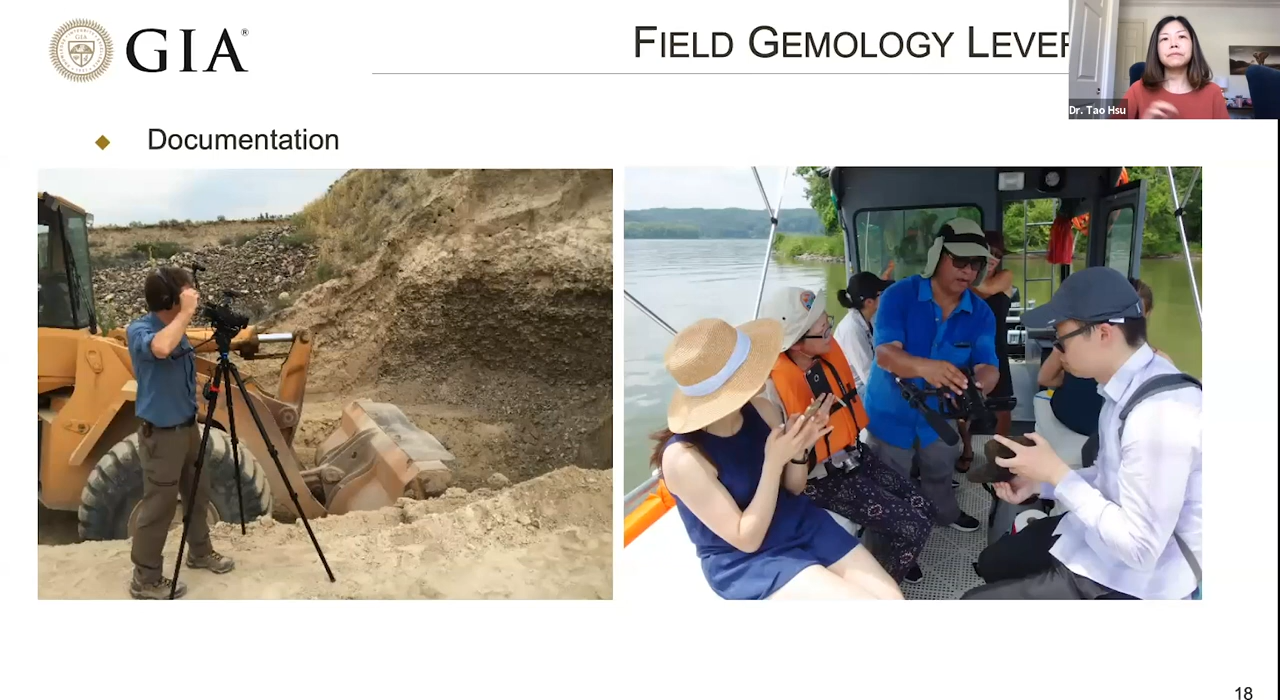 GIA®
FIELD GEMOLOGY LEVER
Dr. Tao Hsu
Documentation
18